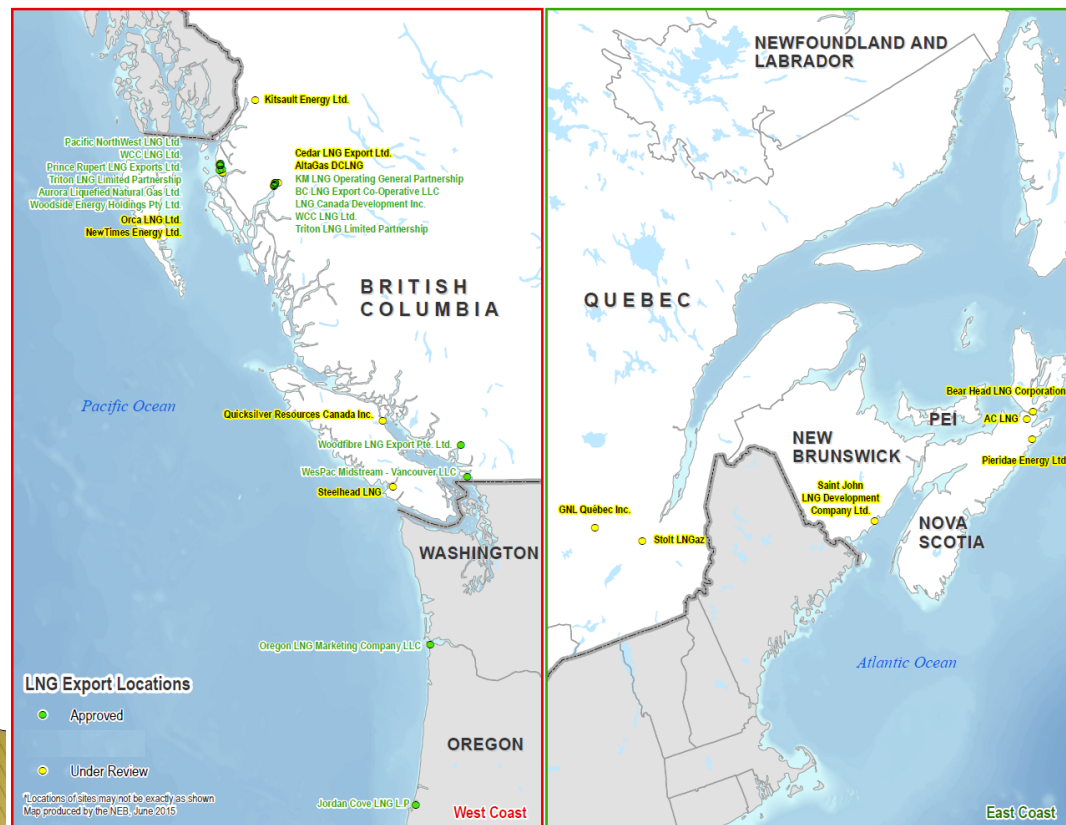 Kitsault Energy Ltd.
Pacific NorthWest LNG Ltd.
WCC LNG Ltd.
Prince Rupert LNG Exports Ltd.
Triton LNG Limited Partnership
Aurora Liquefied Natural Gas Ltd.
Woodside Energy Holdings Pty Ltd.
Orca LNG Ltd.
NewTimes Energy Ltd.
Cedar LNG Export Ltd.
AltaGas DCLNG
KM LNG Operating General Partnership
BC LNG Export Co-Operative LLC
LNG Canada Development Inc.
WCC LNG Ltd.
Triton LNG Limited Partnership
BRITISH
COLUMBIA
Pacific Ocean
Quicksilver Resources Canada Inc.
Woodfibre LNG Export Pte. Ltd.
WesPac Midstream - Vancouver LLC
Steelhead LNG
WASHINGTON
Oregon LNG Marketing Company LLC
LNG Export Locations
Approved
Under Review
OREGON
*Locations of sites may not be exactly as shown
Map produced by the NEB, June 2015
Jordan Cove LNG L.P
West Coast
NEWFOUNDLAND AND
LABRADOR
QUEBEC
Bear Head LNG Corporation
PEI
AC LNG
NEW
BRUNSWICK
Pieridae Energy Ltd
Saint John
LNG Development
Company Ltd.
GNL Québec Inc.
Stolt LNGaz
NOVA
SCOTIA
Atlantic Ocean
East Coast